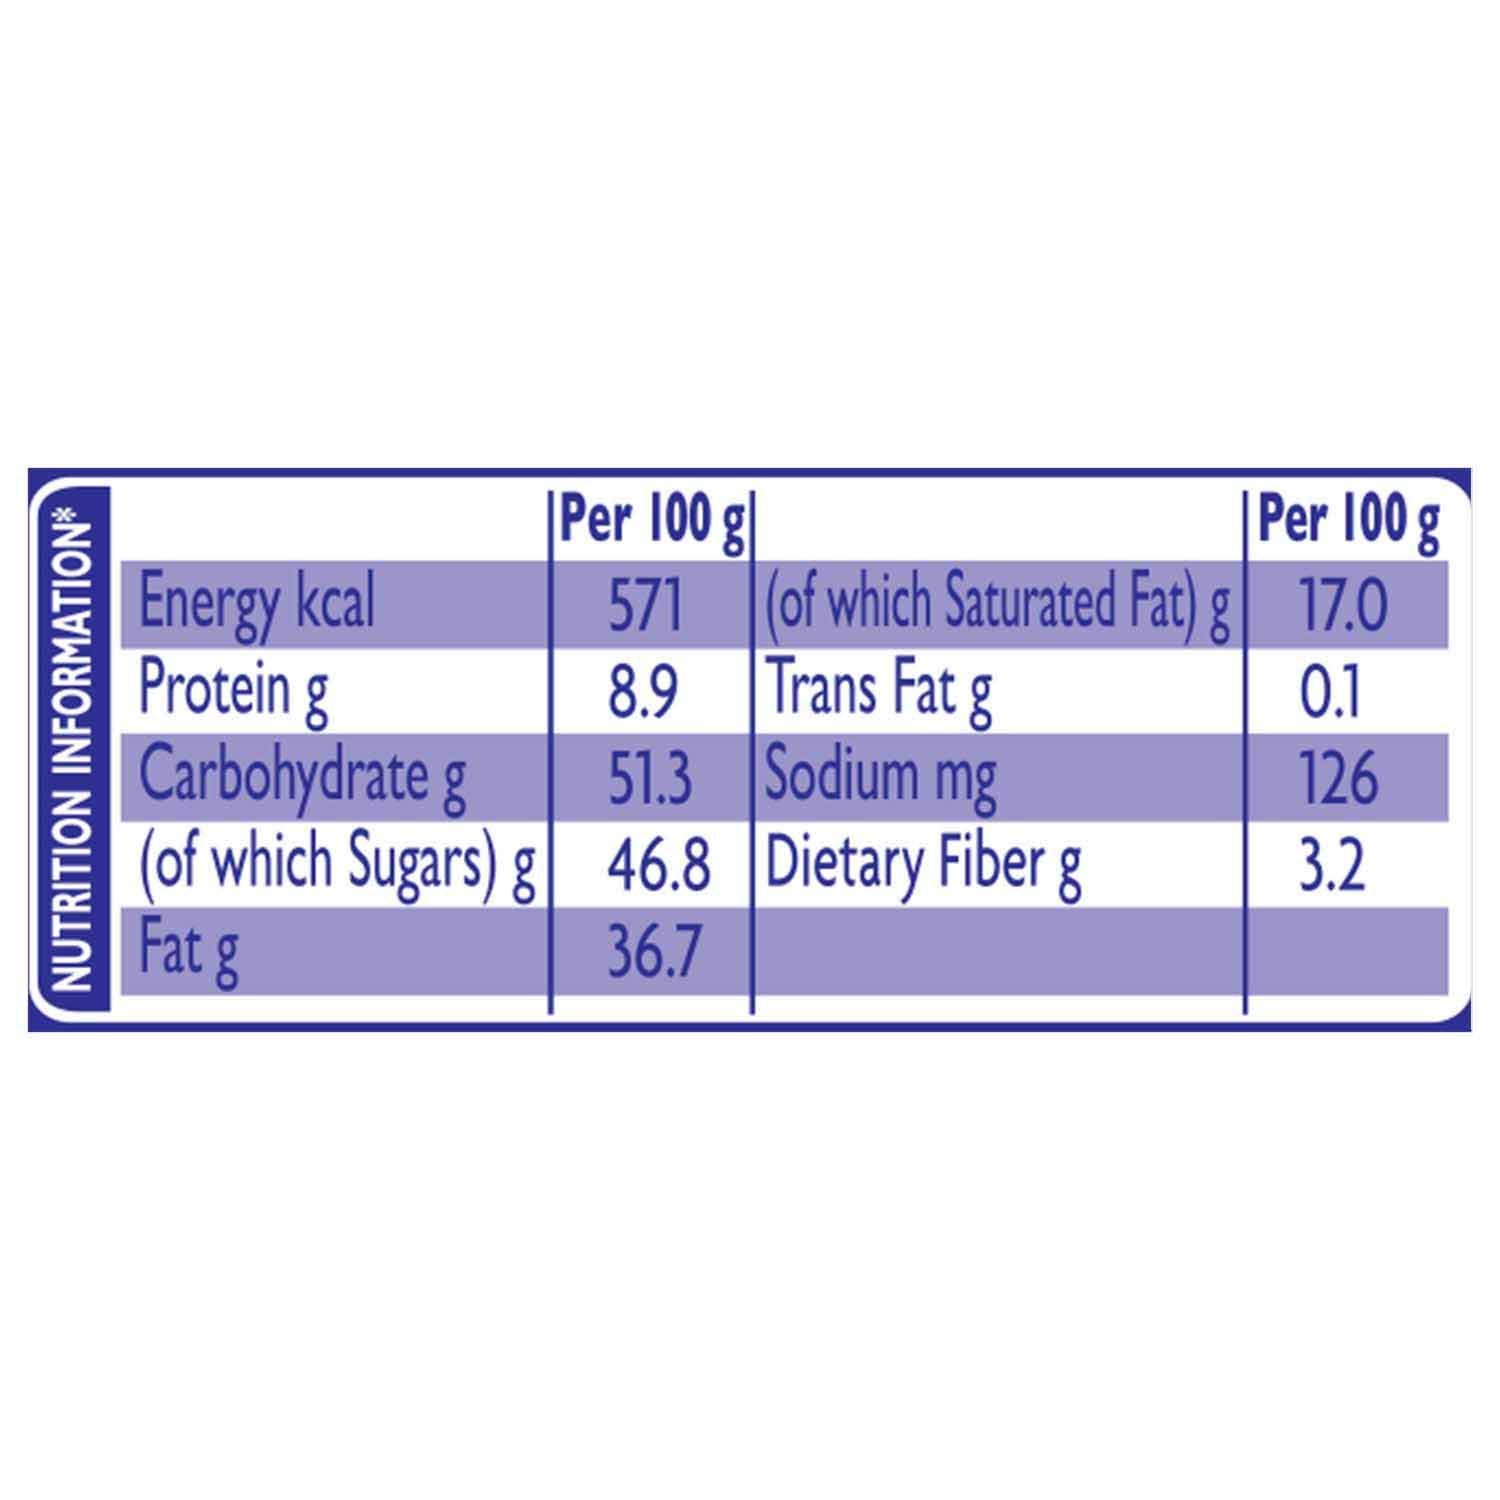 NUTRITION INFORMATION*
Per 100 g Per 100 g
Energy kcal 571 (of which Saturated Fat) g 17.0
Protein g 8.9 Trans Fat g 0.1
Carbohydrate g 51.3 Sodium mg 126
(of which Sugars) g 46.8 Dietary Fiber g 3.2
Fat g 36.7